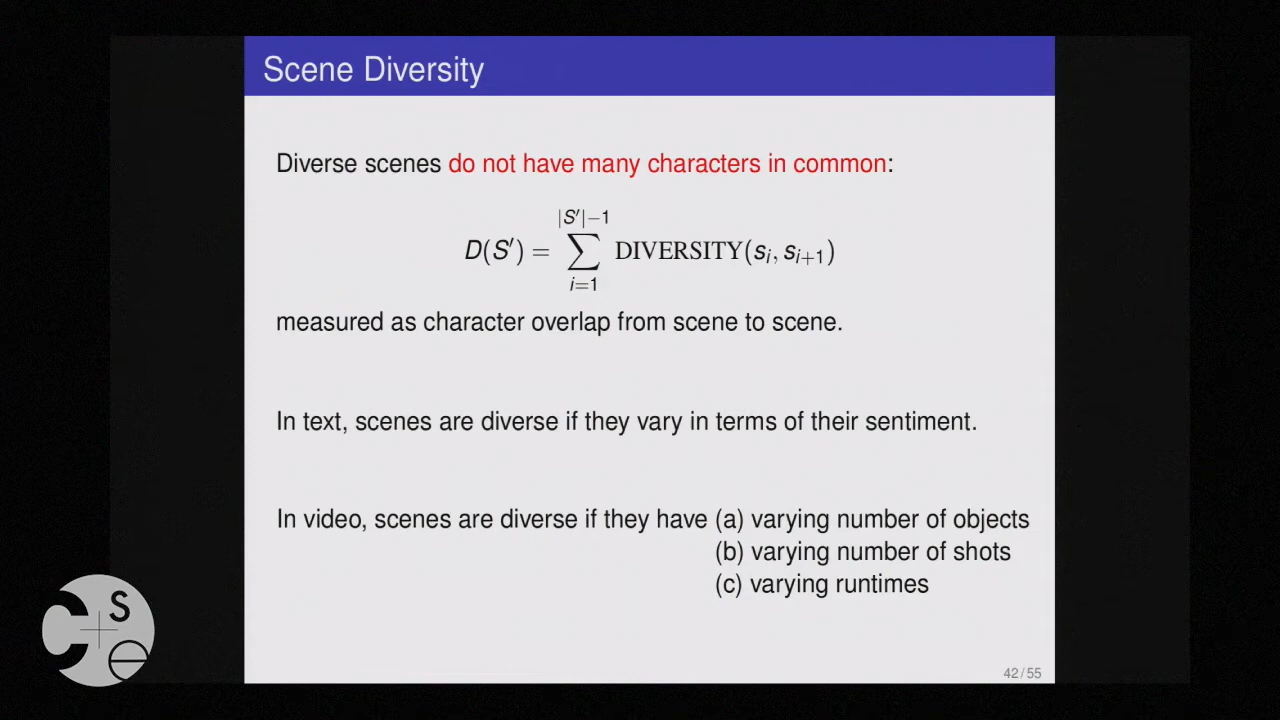 Scene Diversity
Diverse scenes do not have many characters in common:
D(S′) = ∑_{i=1}^{|S′|−1} DIVERSITY(s_i, s_{i+1})
measured as character overlap from scene to scene.
In text, scenes are diverse if they vary in terms of their sentiment.
In video, scenes are diverse if they have (a) varying number of objects
(b) varying number of shots
(c) varying runtimes
C+S e
42/55